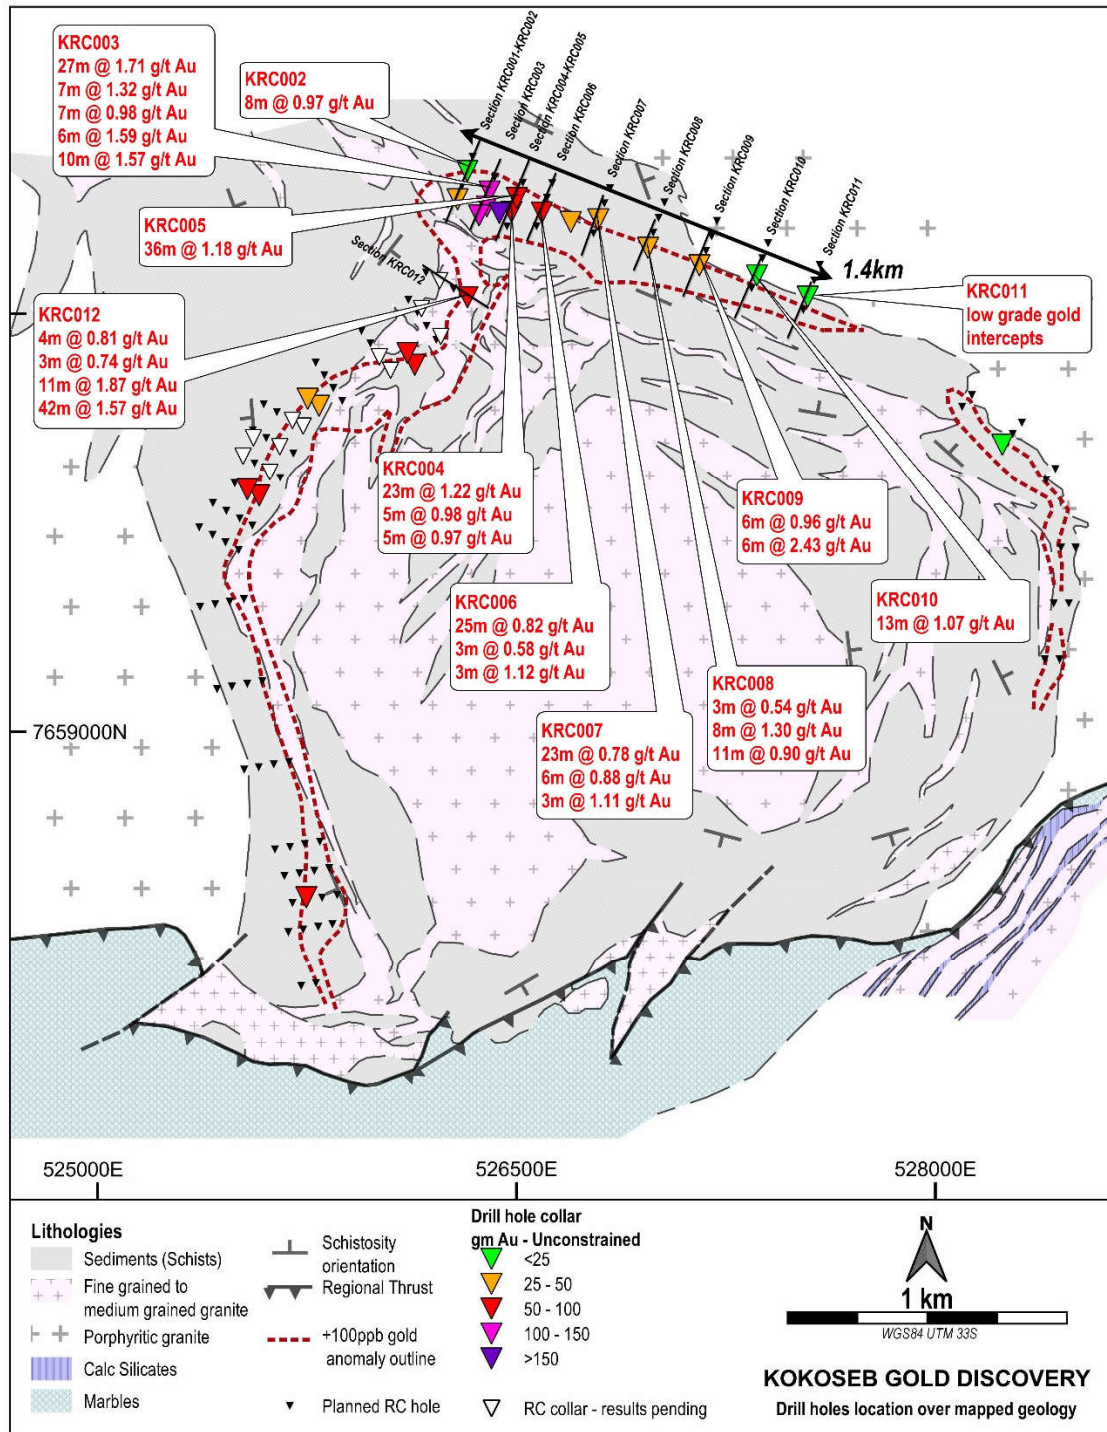 KRC003
27m @ 1.71 g/t Au
7m @ 1.32 g/t Au
7m @ 0.98 g/t Au
6m @ 1.59 g/t Au
10m @ 1.57 g/t Au
KRC002
8m @ 0.97 g/t Au
Section KRC001-KRC002
Section KRC003
Section KRC004-KRC005
Section KRC006
Section KRC007
Section KRC008
Section KRC009
Section KRC010
Section KRC011
1.4km
KRC005
36m @ 1.18 g/t Au
Section KRC012
KRC011
low grade gold
intercepts
KRC012
4m @ 0.81 g/t Au
3m @ 0.74 g/t Au
11m @ 1.87 g/t Au
42m @ 1.57 g/t Au
KRC004
23m @ 1.22 g/t Au
5m @ 0.98 g/t Au
5m @ 0.97 g/t Au
KRC009
6m @ 0.96 g/t Au
6m @ 2.43 g/t Au
KRC006
25m @ 0.82 g/t Au
3m @ 0.58 g/t Au
3m @ 1.12 g/t Au
KRC010
13m @ 1.07 g/t Au
KRC008
3m @ 0.54 g/t Au
8m @ 1.30 g/t Au
11m @ 0.90 g/t Au
KRC007
23m @ 0.78 g/t Au
6m @ 0.88 g/t Au
3m @ 1.11 g/t Au
7659000N
525000E
526500E
528000E
Lithologies
Sediments (Schists)
Fine grained to
medium grained granite
Porphyritic granite
Calc Silicates
Marbles
Schistosity
orientation
Regional Thrust
+100ppb gold
anomaly outline
Planned RC hole
Drill hole collar
gm Au - Unconstrained
<25
25 - 50
50 - 100
100 - 150
>150
RC collar - results pending
N
1 km
WGS84 UTM 33S
KOKOSEB GOLD DISCOVERY
Drill holes location over mapped geology